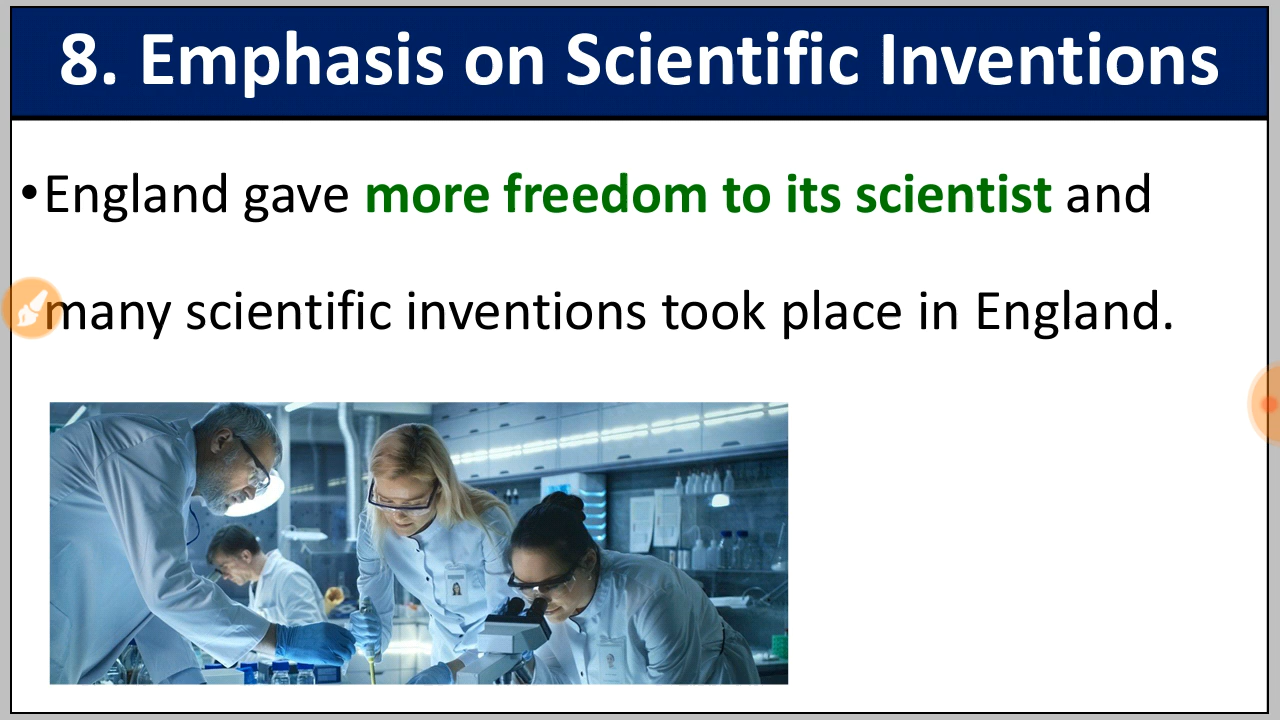 8. Emphasis on Scientific Inventions
•England gave more freedom to its scientist and
many scientific inventions took place in England.